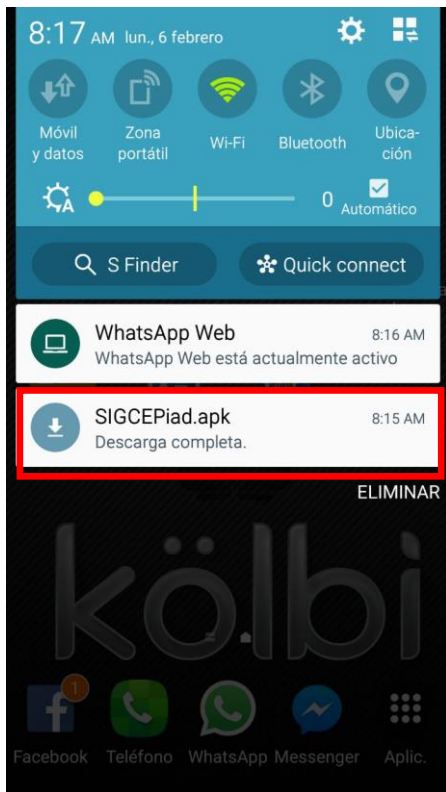 8:17 AM lun., 6 febrero
Móvil y datos
Zona portátil
Wi-Fi
Bluetooth
Ubica-
ción
A
0
Automático
S Finder
Quick connect
WhatsApp Web 8:16 AM
WhatsApp Web está actualmente activo
SIGCEPiad.apk 8:15 AM
Descarga completa.
ELIMINAR
kölbi
1
Facebook Teléfono WhatsApp Messenger Aplic.